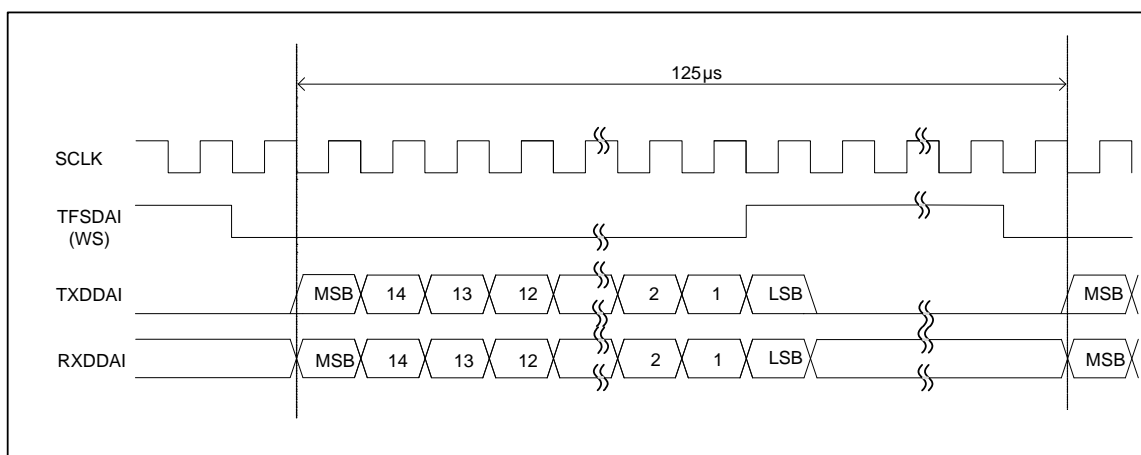 125µs
SCLK
TFSDAI
(WS)
TXDDAI MSB 14 13 12 2 1 LSB MSB
RXDDAI MSB 14 13 12 2 1 LSB MSB